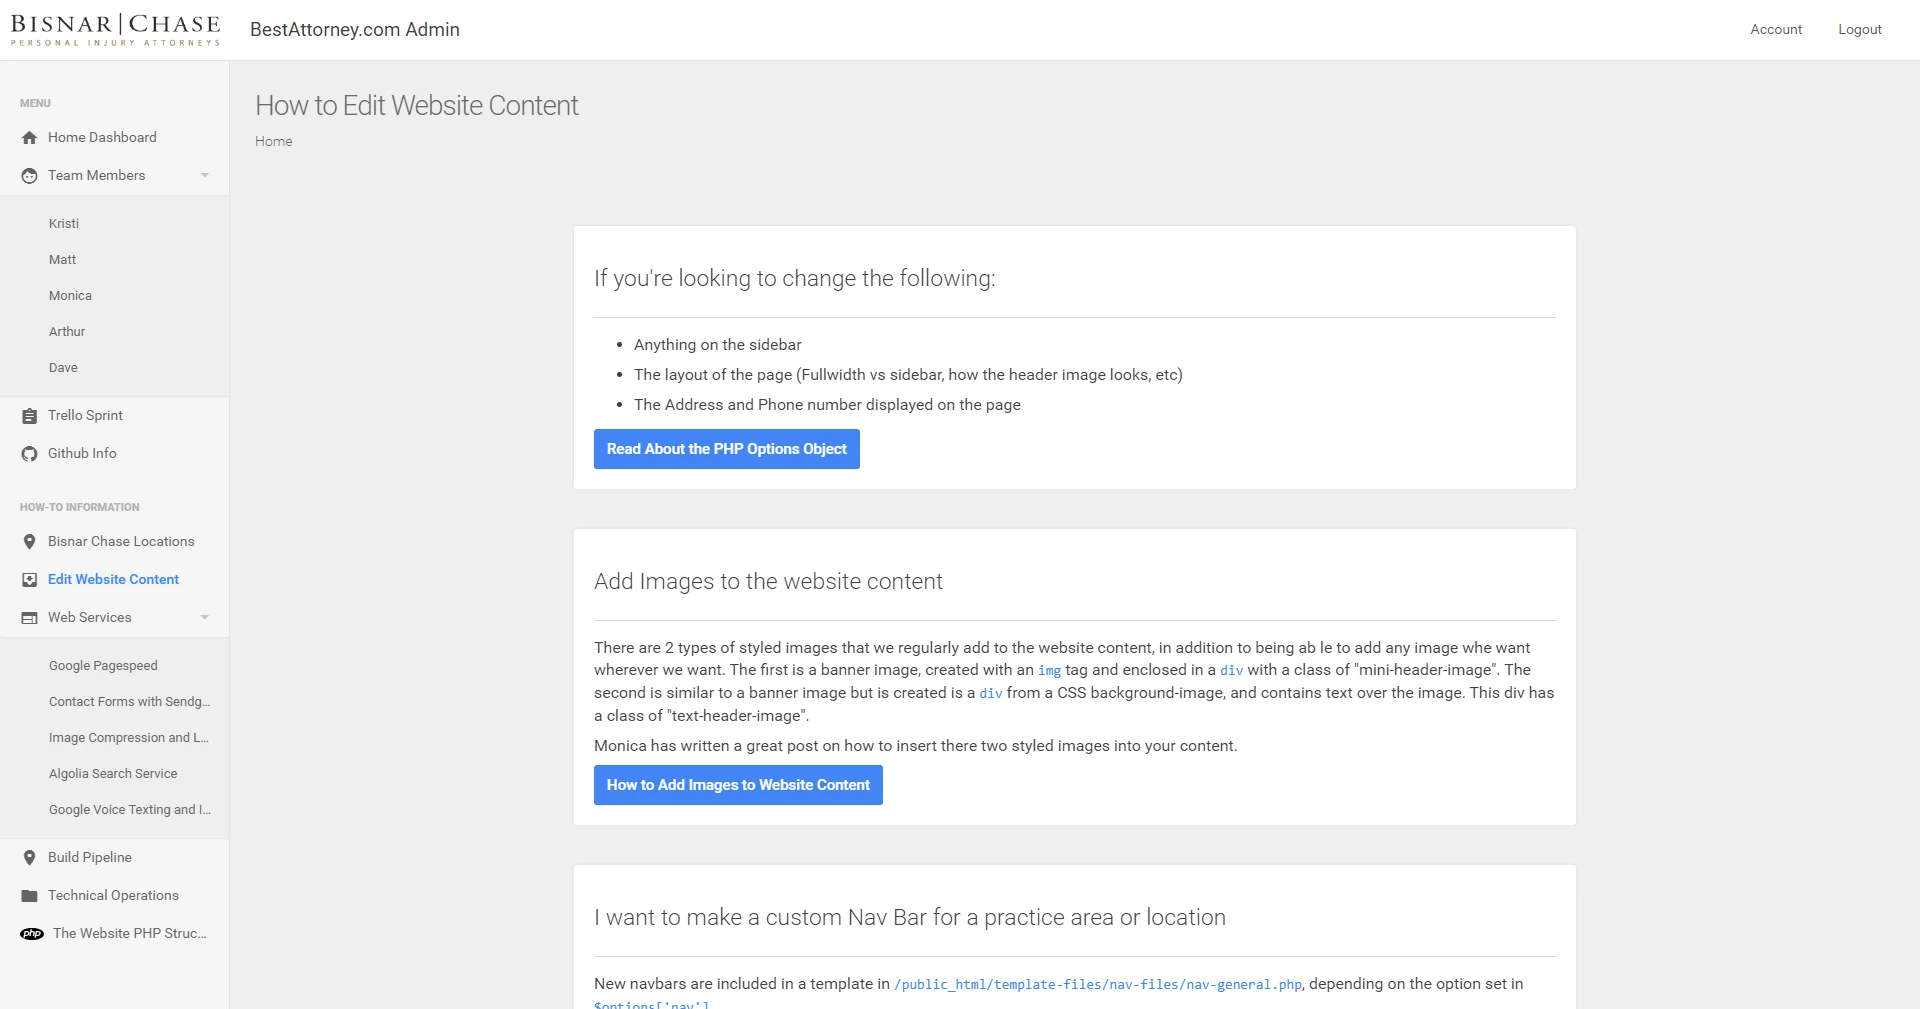 BISNAR|CHASE
PERSONAL INJURY ATTORNEYS
BestAttorney.com Admin
Account
Logout
MENU
Home Dashboard
Team Members
Kristi
Matt
Monica
Arthur
Dave
Trello Sprint
Github Info
HOW-TO INFORMATION
Bisnar Chase Locations
Edit Website Content
Web Services
Google Pagespeed
Contact Forms with Sendg...
Image Compression and L...
Algolia Search Service
Google Voice Texting and I...
Build Pipeline
Technical Operations
php The Website PHP Struc...
How to Edit Website Content
Home
If you're looking to change the following:
• Anything on the sidebar
• The layout of the page (Fullwidth vs sidebar, how the header image looks, etc)
• The Address and Phone number displayed on the page
Read About the PHP Options Object
Add Images to the website content
There are 2 types of styled images that we regularly add to the website content, in addition to being ab le to add any image whe want
wherever we want. The first is a banner image, created with an img tag and enclosed in a div with a class of "mini-header-image". The
second is similar to a banner image but is created is a div from a CSS background-image, and contains text over the image. This div has
a class of "text-header-image".
Monica has written a great post on how to insert there two styled images into your content.
How to Add Images to Website Content
I want to make a custom Nav Bar for a practice area or location
New navbars are included in a template in /public_html/template-files/nav-files/nav-general.php, depending on the option set in
$options['nav']